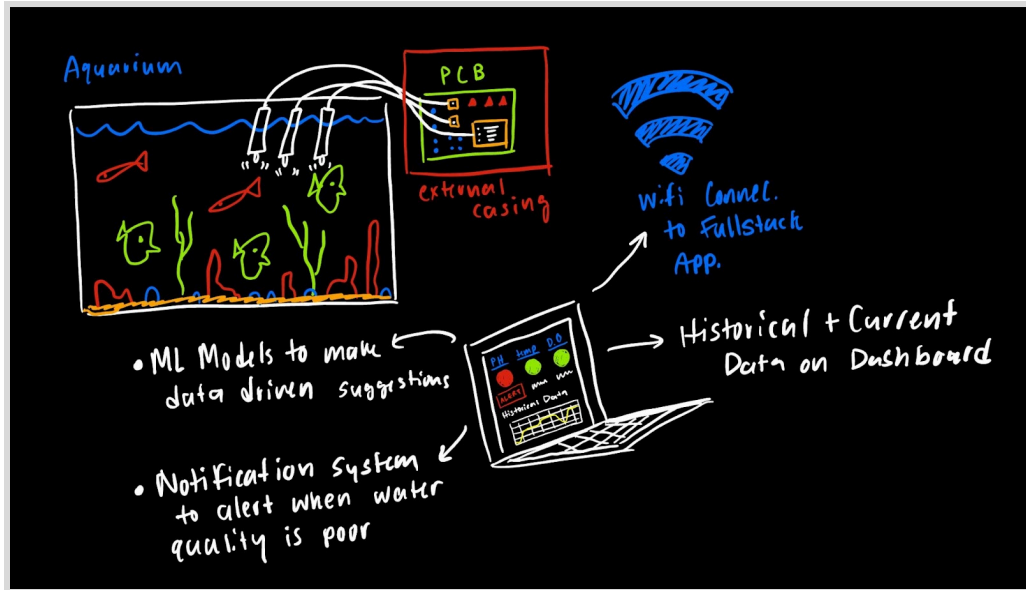 Aquarium
PCB
external
casing
Wifi Connec.
to Fullstack
App.
Historical + Current
Data on Dashboard
• ML Models to make
data driven suggestions
PH temp D.O
ALERT
Historical Data
• Notification System
to alert when water
quality is poor